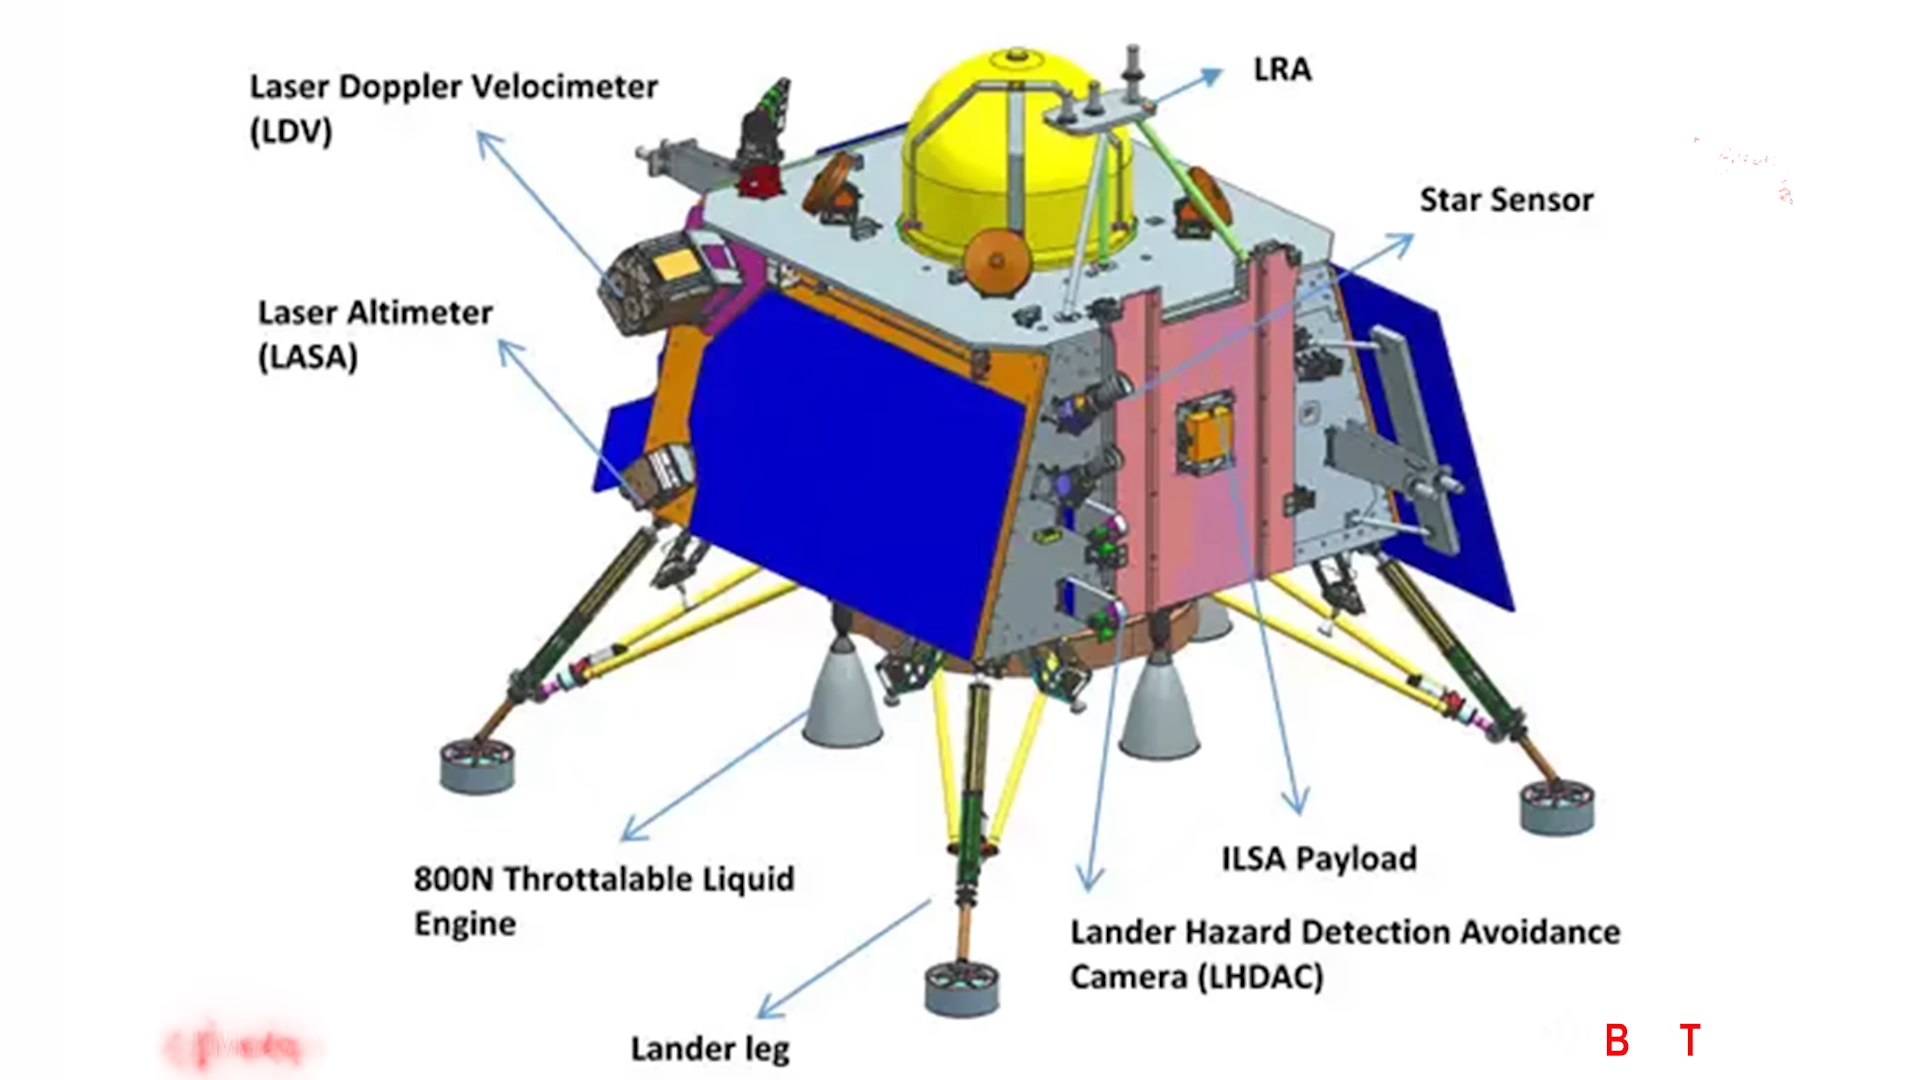 Laser Doppler Velocimeter
(LDV)
LRA
Star Sensor
Laser Altimeter
(LASA)
800N Throttalable Liquid
Engine
ILSA Payload
Lander Hazard Detection Avoidance
Camera (LHDAC)
Lander leg
B T